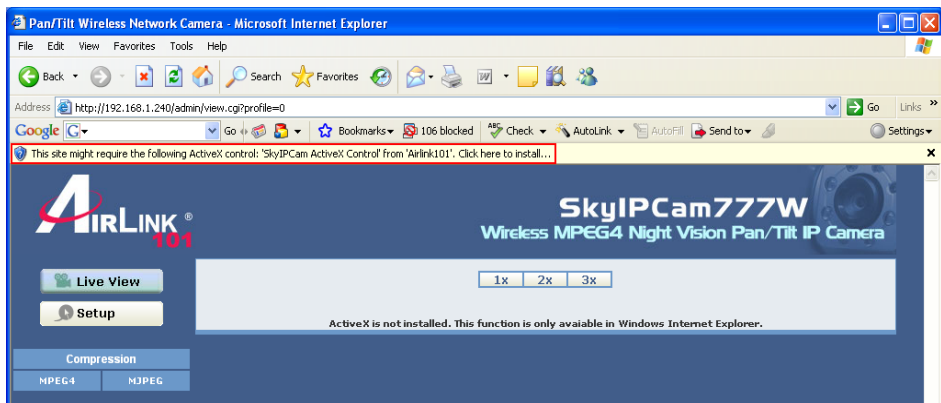 Pan/Tilt Wireless Network Camera - Microsoft Internet Explorer
File Edit View Favorites Tools Help
Back Search Favorites
Address http://192.168.1.240/admin/view.cgi?profile=0 Go Links »
Google G Go Bookmarks 106 blocked ABC Check AutoLink AutoFill Send to Settings
This site might require the following ActiveX control: 'SkyIPCam ActiveX Control' from 'Airlink101'. Click here to install...
AIRLINK ®
101
SkyIPCam777W
Wireless MPEG4 Night Vision Pan/Tilt IP Camera
Live View
1x 2x 3x
Setup
ActiveX is not installed. This function is only avaiable in Windows Internet Explorer.
Compression
MPEG4 MJPEG